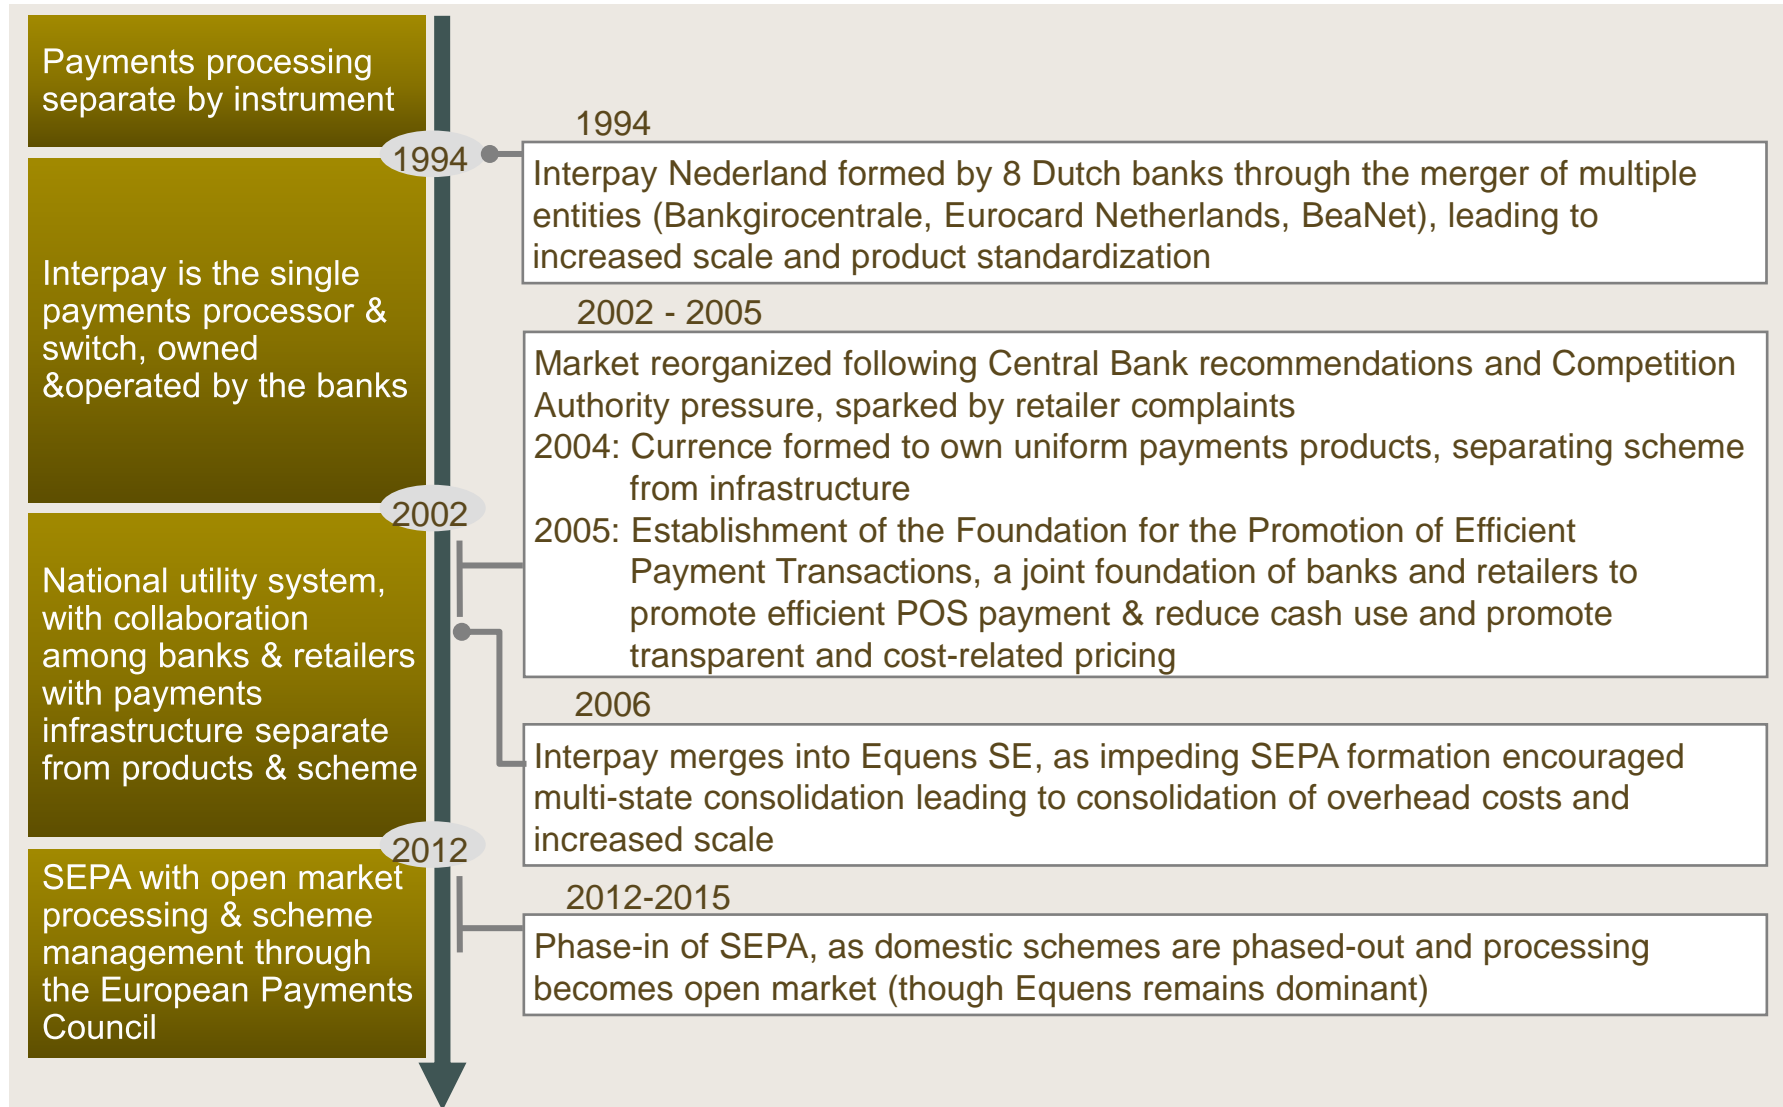 Payments processing
separate by instrument
1994
1994
Interpay Nederland formed by 8 Dutch banks through the merger of multiple
entities (Bankgirocentrale, Eurocard Netherlands, BeaNet), leading to
increased scale and product standardization
Interpay is the single
payments processor &
switch, owned
&operated by the banks
2002 - 2005
Market reorganized following Central Bank recommendations and Competition
Authority pressure, sparked by retailer complaints
2004: Currence formed to own uniform payments products, separating scheme
from infrastructure
2005: Establishment of the Foundation for the Promotion of Efficient
Payment Transactions, a joint foundation of banks and retailers to
promote efficient POS payment & reduce cash use and promote
transparent and cost-related pricing
2002
National utility system,
with collaboration
among banks & retailers
with payments
infrastructure separate
from products & scheme
2006
Interpay merges into Equens SE, as impeding SEPA formation encouraged
multi-state consolidation leading to consolidation of overhead costs and
increased scale
2012
SEPA with open market
processing & scheme
management through
the European Payments
Council
2012-2015
Phase-in of SEPA, as domestic schemes are phased-out and processing
becomes open market (though Equens remains dominant)